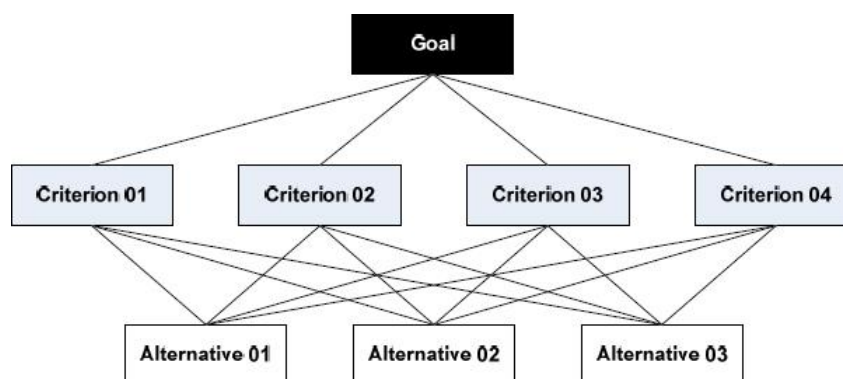 Goal
Criterion 01
Criterion 02
Criterion 03
Criterion 04
Alternative 01
Alternative 02
Alternative 03